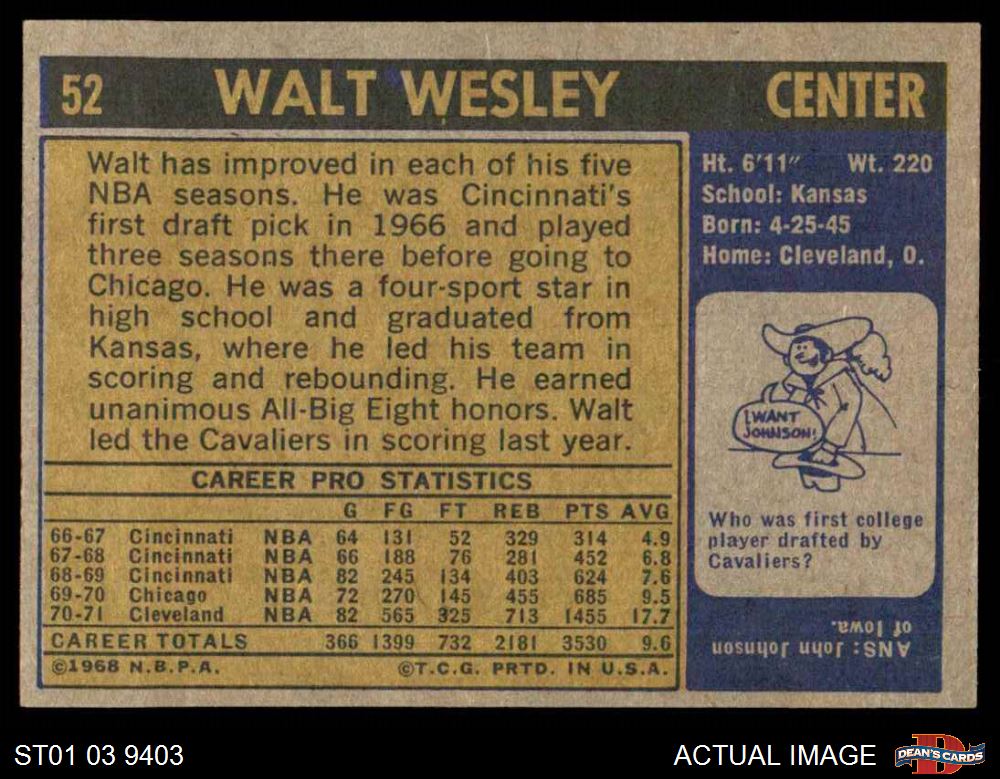 52 WALT WESLEY CENTER
Walt has improved in each of his five
NBA seasons. He was Cincinnati's
first draft pick in 1966 and played
three seasons there before going to
Chicago. He was a four-sport star in
high school and graduated from
Kansas, where he led his team in
scoring and rebounding. He earned
unanimous All-Big Eight honors. Walt
led the Cavaliers in scoring last year.
Ht. 6'11" Wt. 220
School: Kansas
Born: 4-25-45
Home: Cleveland, O.
I WANT
JOHNSON!
Who was first college
player drafted by
Cavaliers?
ANS: John Johnson
of Iowa.
CAREER PRO STATISTICS
G FG FT REB PTS AVG
66-67 Cincinnati NBA 64 131 52 329 314 4.9
67-68 Cincinnati NBA 66 188 76 281 452 6.8
68-69 Cincinnati NBA 82 245 134 403 624 7.6
69-70 Chicago NBA 72 270 145 455 685 9.5
70-71 Cleveland NBA 82 565 325 713 1455 17.7
CAREER TOTALS 366 1399 732 2181 3530 9.6
©1968 N.B.P.A. ©T.C.G. PRTD. IN U.S.A.
ST01 03 9403 ACTUAL IMAGE
DEAN'S CARDS